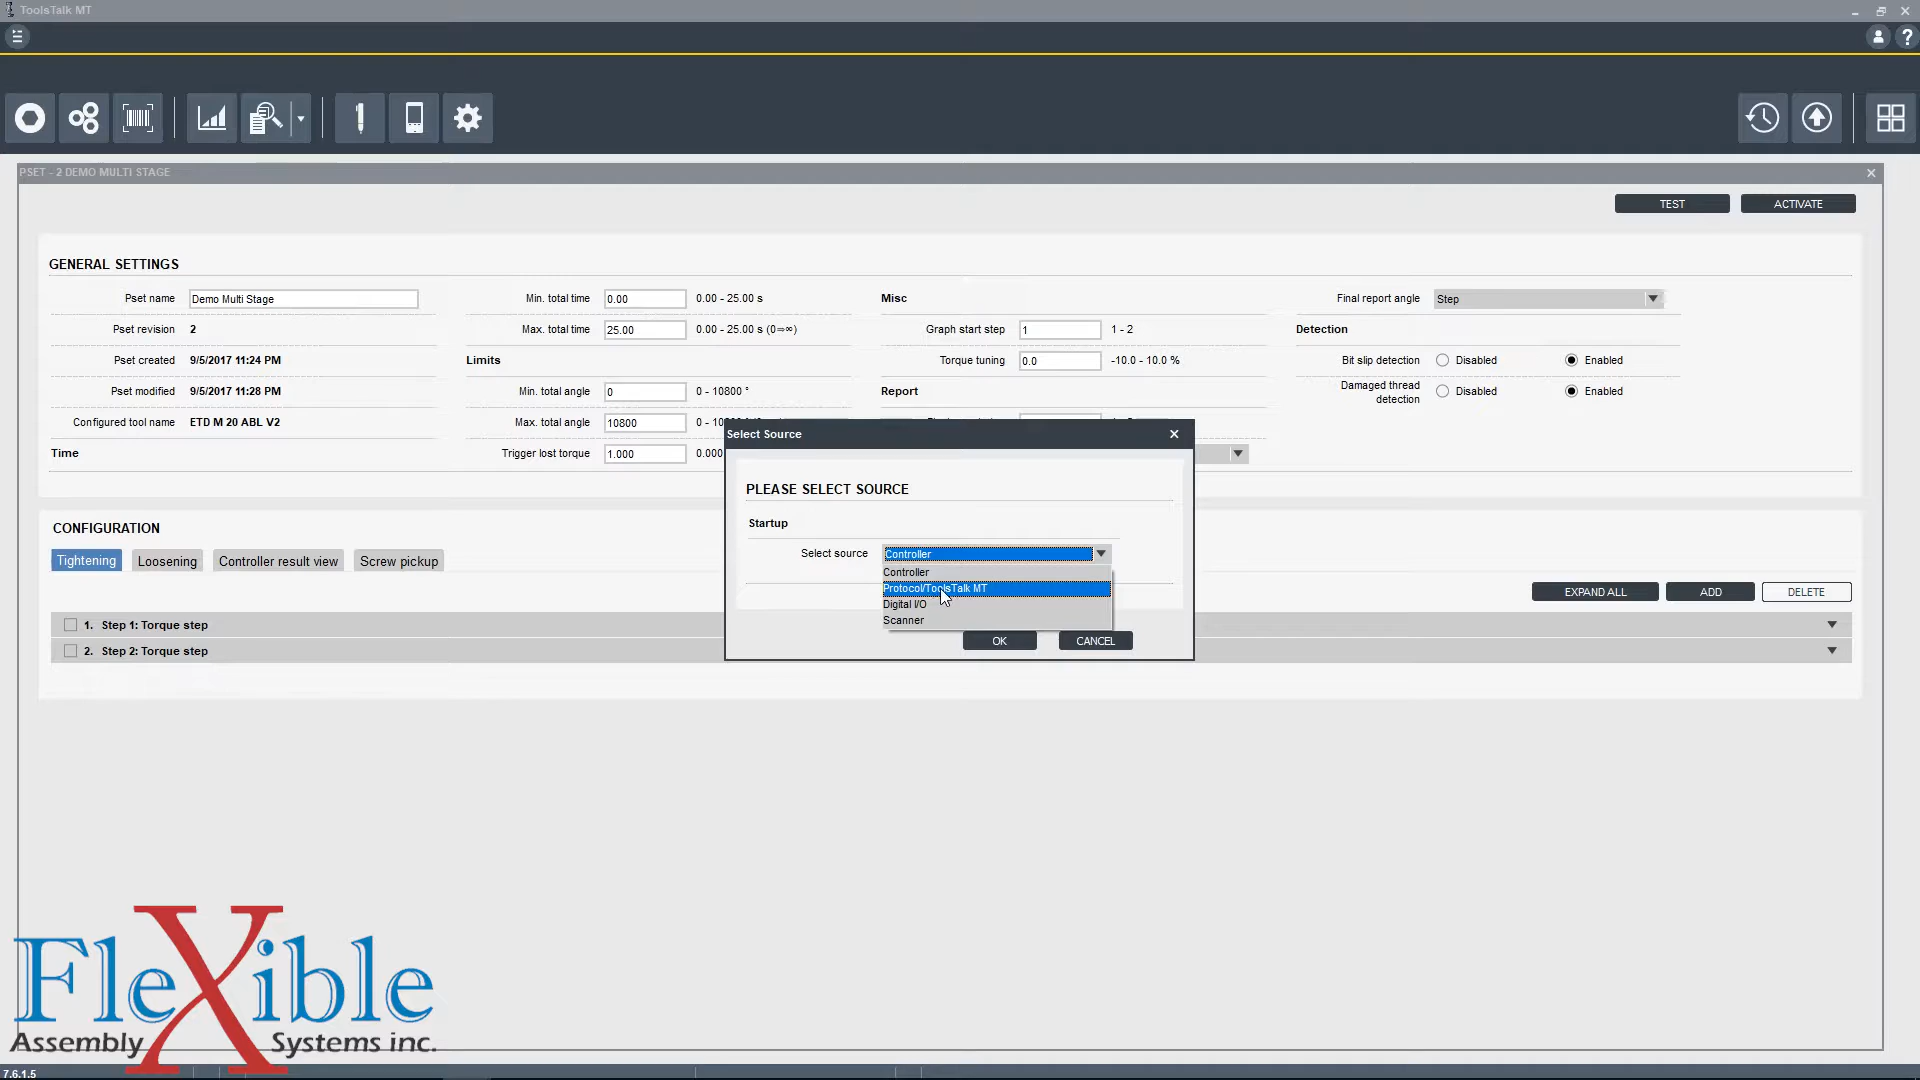 ToolsTalk MT
PSET - 2 DEMO MULTI STAGE
TEST
ACTIVATE
GENERAL SETTINGS
Pset name
Demo Multi Stage
Min. total time
0.00
0.00 - 25.00 s
Misc
Final report angle
Step
Pset revision
2
Max. total time
25.00
0.00 - 25.00 s (0=∞)
Graph start step
1
1 - 2
Detection
Pset created
9/5/2017 11:24 PM
Limits
Torque tuning
0.0
-10.0 - 10.0 %
Bit slip detection
Disabled
Enabled
Pset modified
9/5/2017 11:28 PM
Min. total angle
0
0 - 10800 °
Report
Damaged thread
detection
Disabled
Enabled
Configured tool name
ETD M 20 ABL V2
Max. total angle
10800
Time
Trigger lost torque
1.000
0.000
Select Source
PLEASE SELECT SOURCE
Startup
Select source
Controller
Controller
Protocol/ToolsTalk MT
Digital I/O
Scanner
OK
CANCEL
CONFIGURATION
Tightening
Loosening
Controller result view
Screw pickup
EXPAND ALL
ADD
DELETE
1. Step 1: Torque step
2. Step 2: Torque step
FleXible
Assembly Systems inc.
7.6.1.5